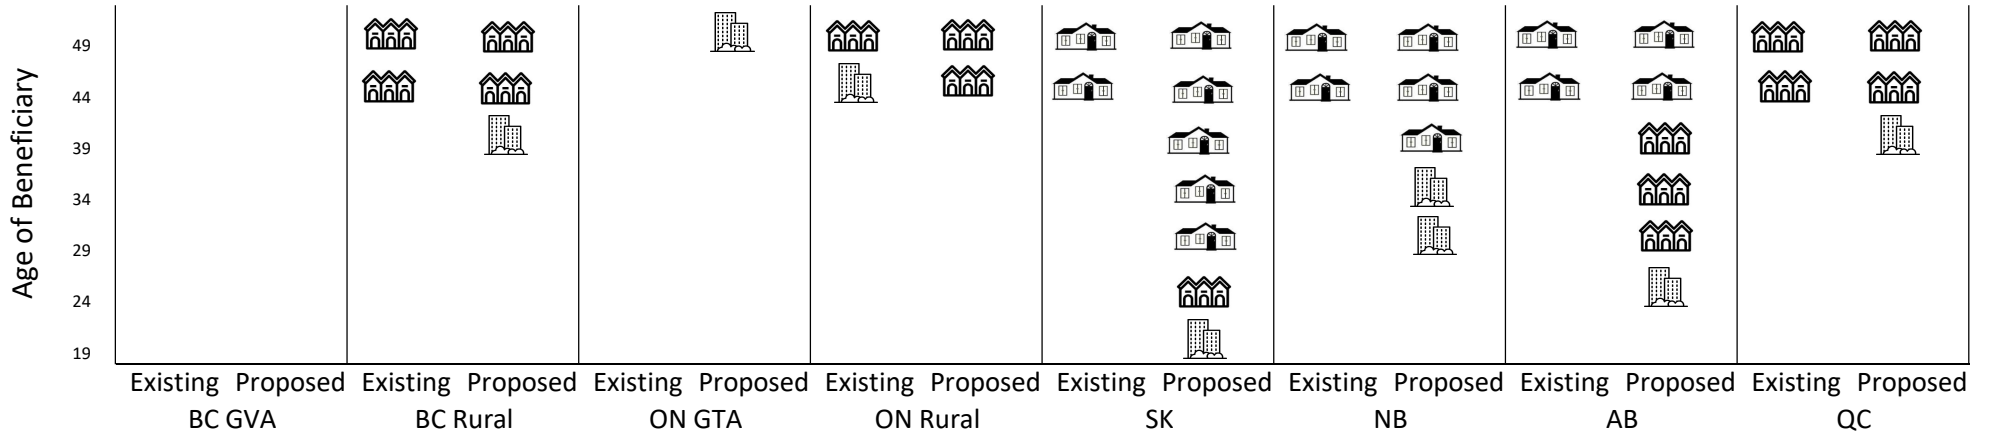 Age of Beneficiary
49
44
39
34
29
24
19
Existing Proposed Existing Proposed Existing Proposed Existing Proposed Existing Proposed Existing Proposed Existing Proposed Existing Proposed
BC GVA BC Rural ON GTA ON Rural SK NB AB QC